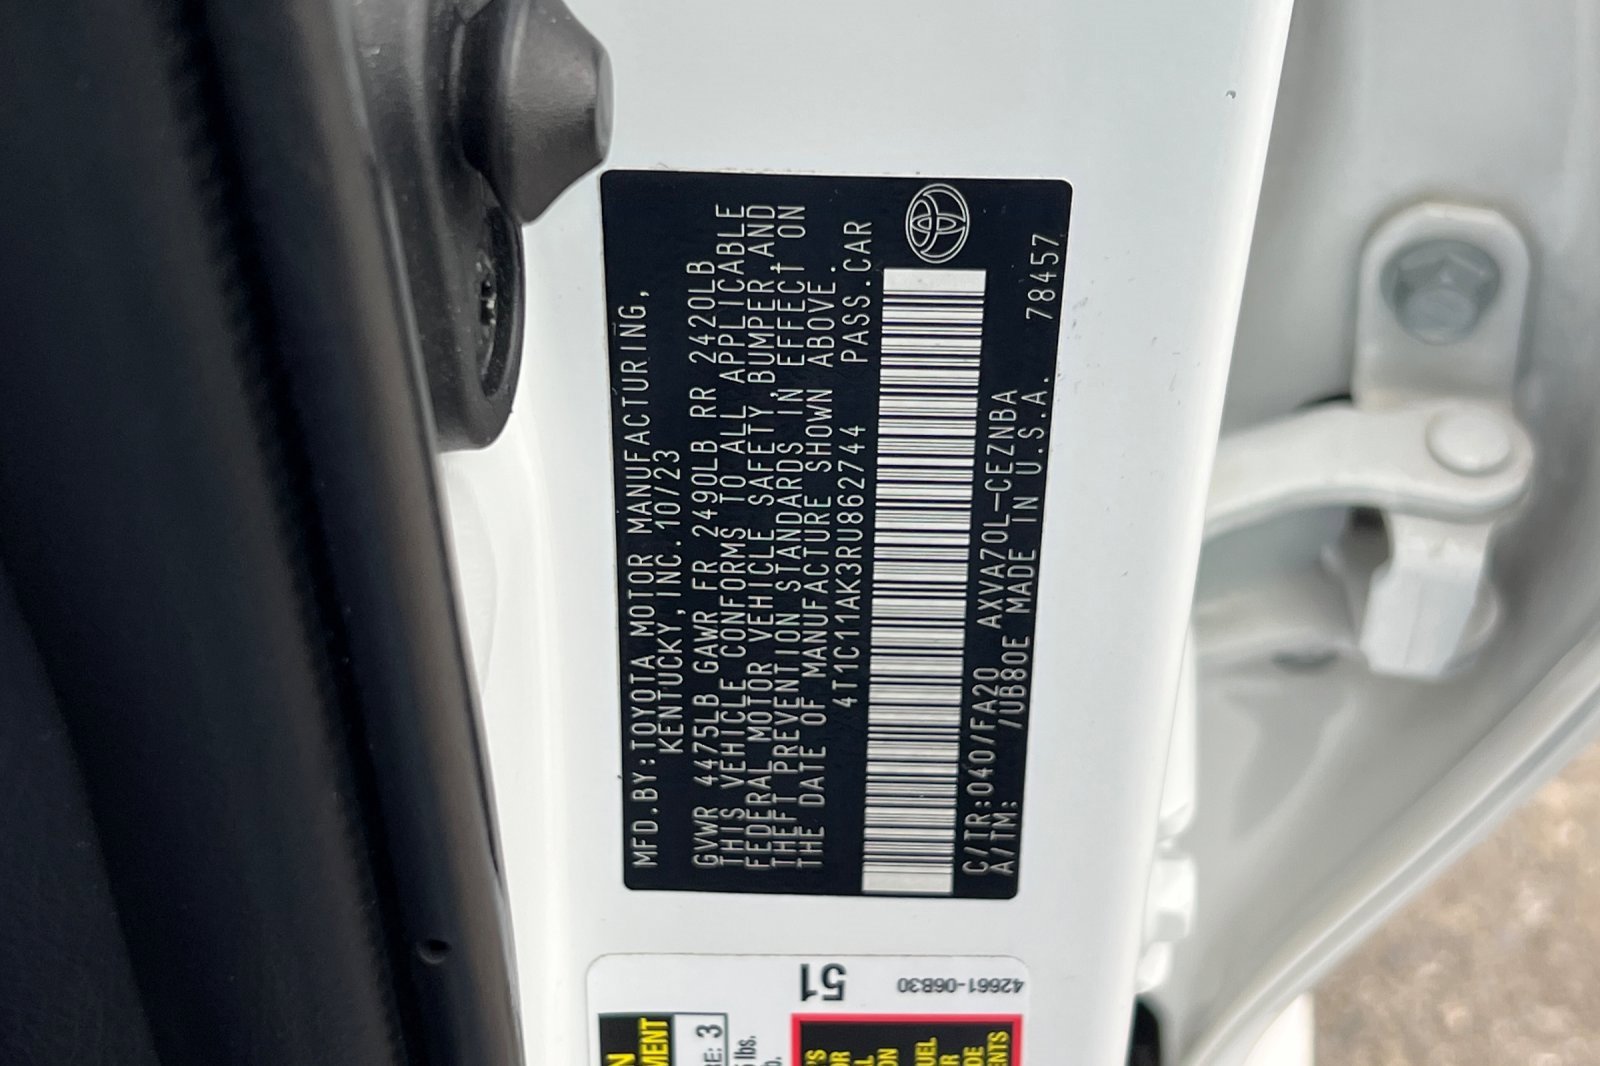 MFD.BY:TOYOTA MOTOR MANUFACTURING,
KENTUCKY,INC.10/23
GVWR 4475LB GAWR FR 2490LB RR 2420LB
THIS VEHICLE CONFORMS TO ALL APPLICABLE
FEDERAL MOTOR VEHICLE SAFETY,BUMPER,AND
THEFT PREVENTION STANDARDS IN EFFECT ON
THE DATE OF MANUFACTURE SHOWN ABOVE.
4T1C11AK3RU862744 PASS.CAR
C/TR:040/FA20 AXVA70L-CEZNBA
A/TM: /UB80E MADE IN U.S.A. 78457
51
42661-06B30
3
lbs.